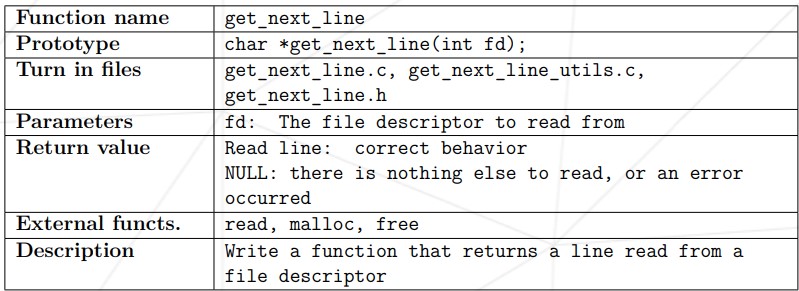 Function name get_next_line
Prototype char *get_next_line(int fd);
Turn in files get_next_line.c, get_next_line_utils.c,
get_next_line.h
Parameters fd: The file descriptor to read from
Return value Read line: correct behavior
NULL: there is nothing else to read, or an error
occurred
External functs. read, malloc, free
Description Write a function that returns a line read from a
file descriptor